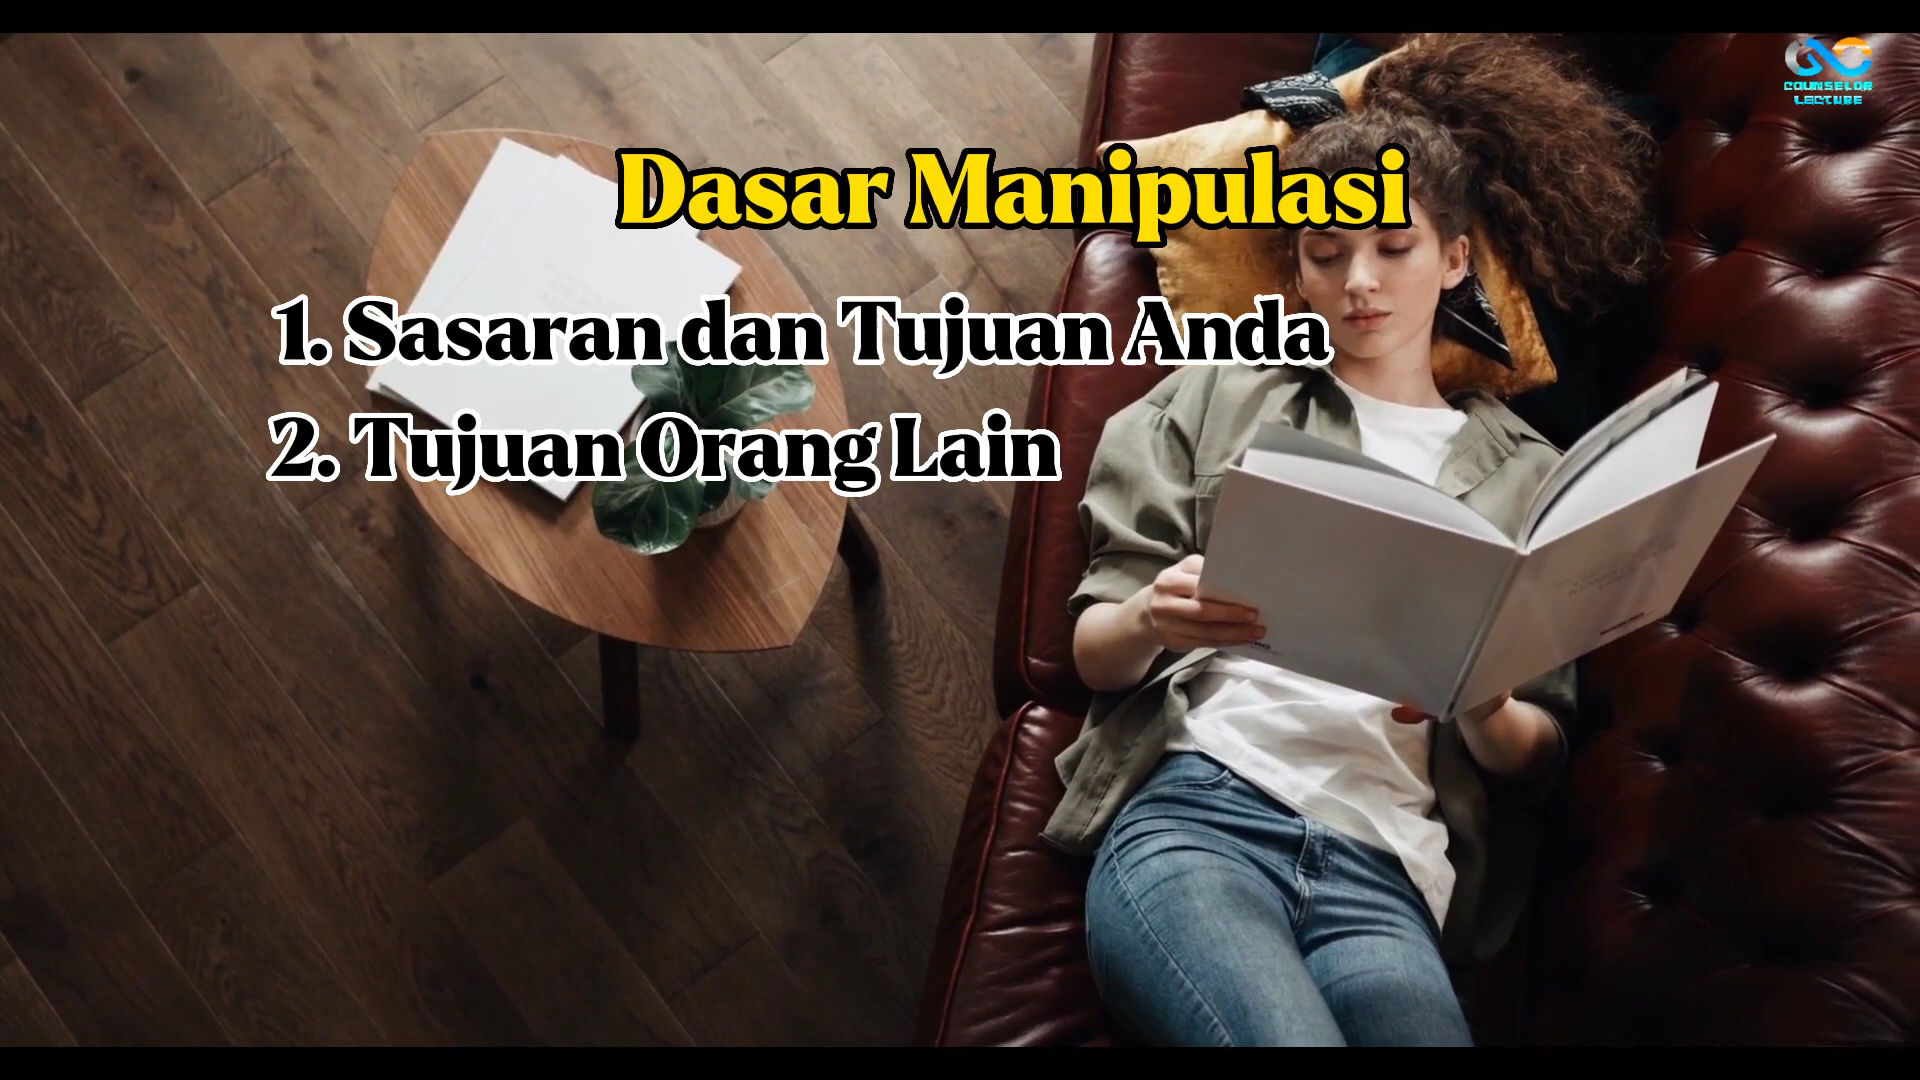 COUNSELOR
LECTURE
Dasar Manipulasi
1. Sasaran dan Tujuan Anda
2. Tujuan Orang Lain